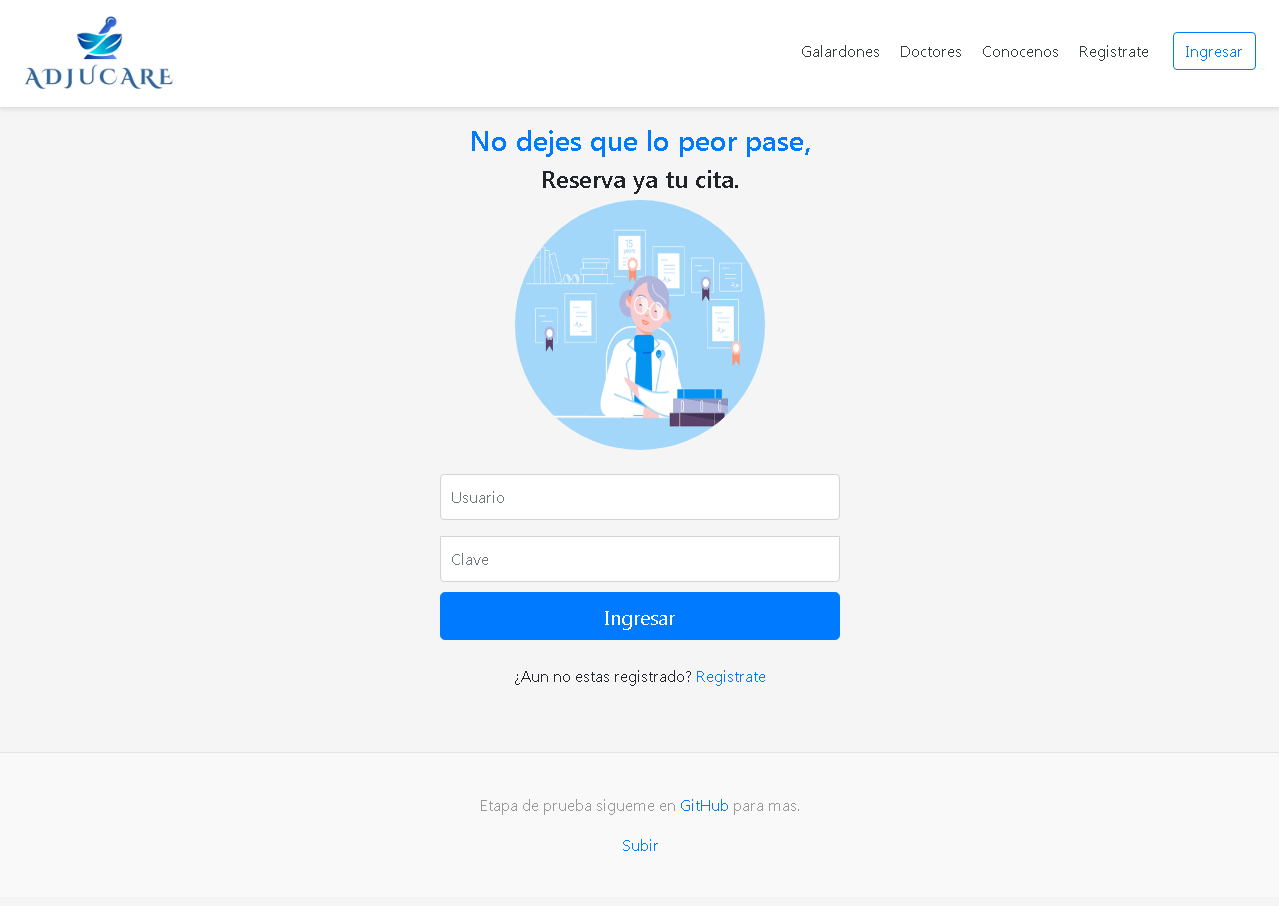 ADJUCARE
Galardones Doctores Conocenos Registrate Ingresar
No dejes que lo peor pase,
Reserva ya tu cita.
15
years
Usuario
Clave
Ingresar
¿Aun no estas registrado? Registrate
Etapa de prueba sigueme en GitHub para mas.
Subir